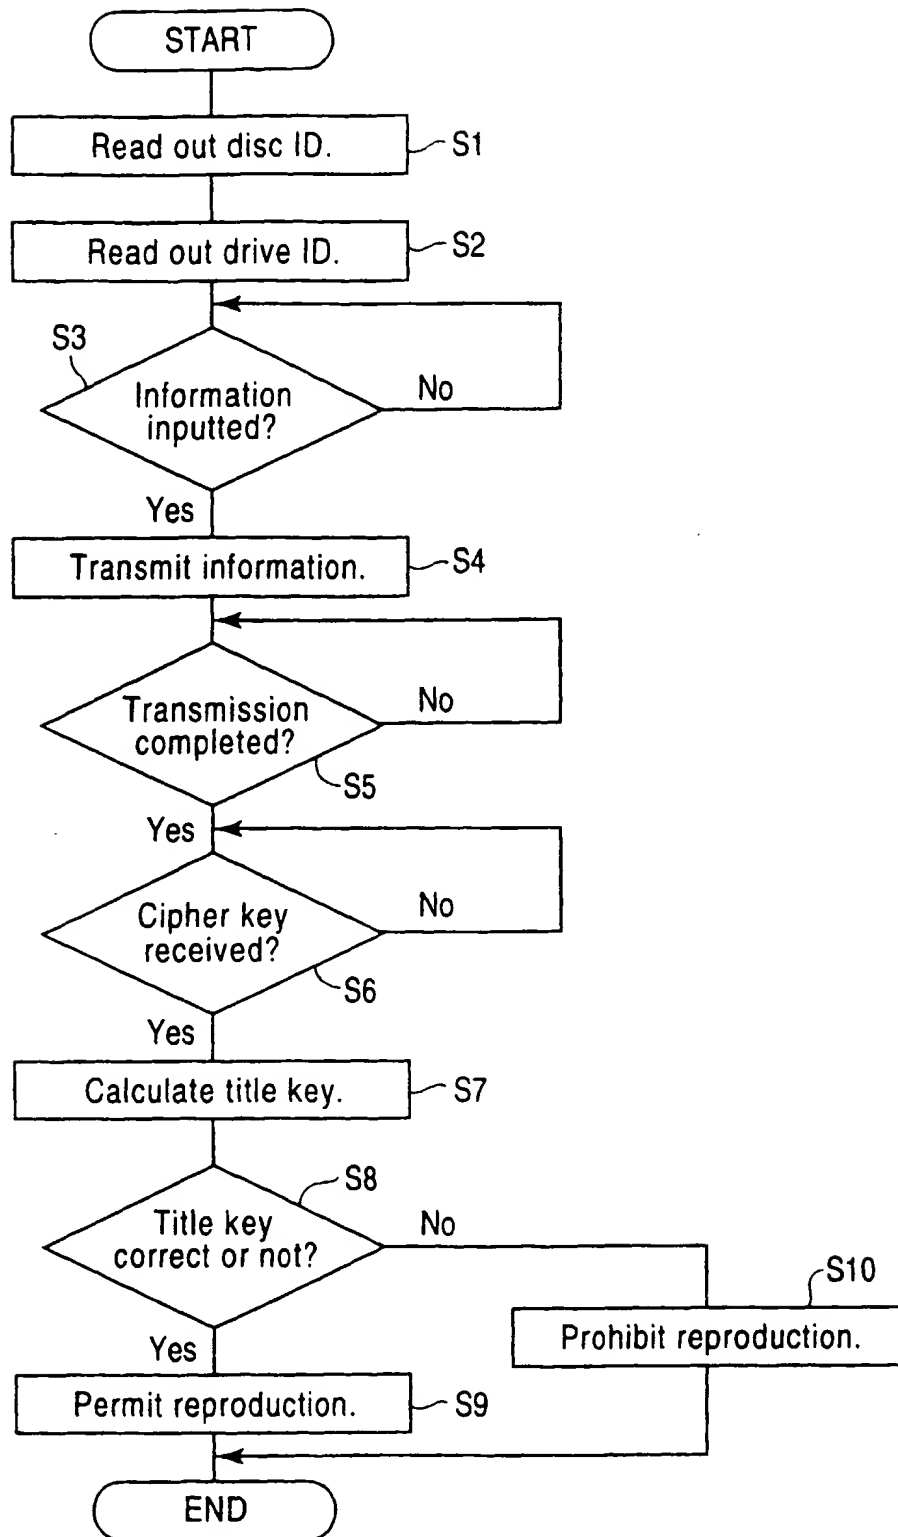 START
Read out disc ID.
S1
Read out drive ID.
S2
S3
Information
inputted?
No
Yes
Transmit information.
S4
Transmission
completed?
No
S5
Yes
Cipher key
received?
No
S6
Yes
Calculate title key.
S7
S8
Title key
correct or not?
No
S10
Prohibit reproduction.
Yes
Permit reproduction.
S9
END